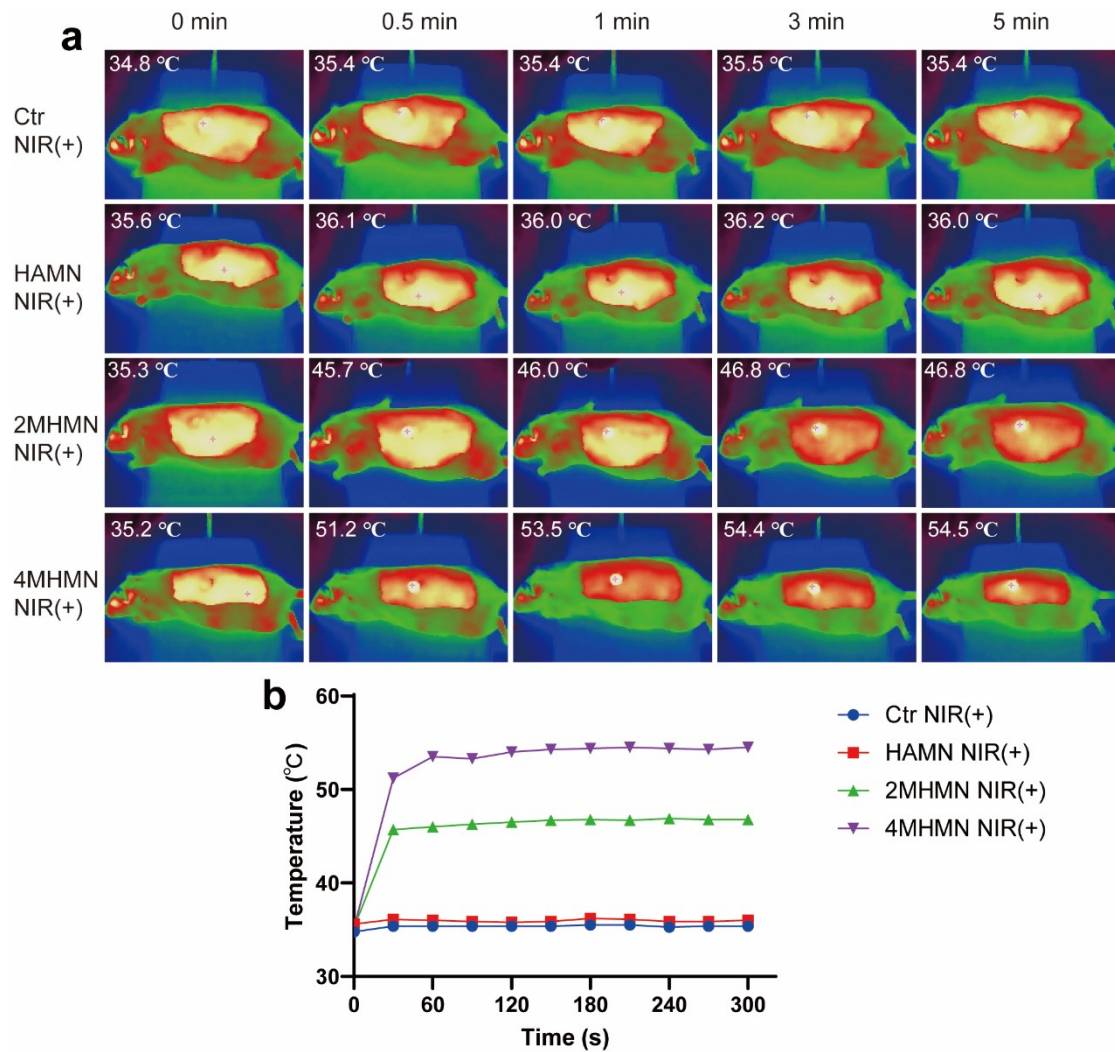 a
0 min 0.5 min 1 min 3 min 5 min
Ctr
NIR(+)
34.8 ℃ 35.4 ℃ 35.4 ℃ 35.5 ℃ 35.4 ℃
HAMN
NIR(+)
35.6 ℃ 36.1 ℃ 36.0 ℃ 36.2 ℃ 36.0 ℃
2MHMN
NIR(+)
35.3 ℃ 45.7 ℃ 46.0 ℃ 46.8 ℃ 46.8 ℃
4MHMN
NIR(+)
35.2 ℃ 51.2 ℃ 53.5 ℃ 54.4 ℃ 54.5 ℃
b
Temperature (℃)
60
50
40
30
0 60 120 180 240 300
Time (s)
Ctr NIR(+)
HAMN NIR(+)
2MHMN NIR(+)
4MHMN NIR(+)